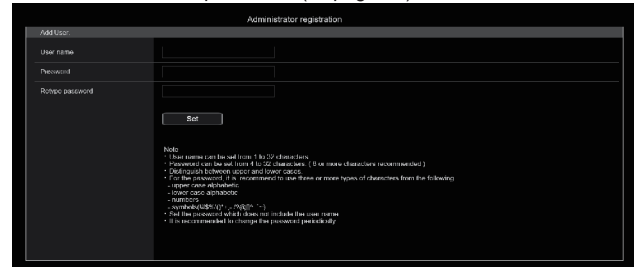 Administrator registration
Add User
User name
Password
Retype password
Set
Note
・User name can be set from 1 to 32 characters.
・Password can be set from 4 to 32 characters. ( 8 or more characters recommended )
・Distinguish between upper and lower cases.
・For the password, it is recommend to use three or more types of characters from the following
- upper case alphabetic
- lower case alphabetic
- numbers
- symbols
・Set the password which does not include the user name
・It is recommended to change the password periodically